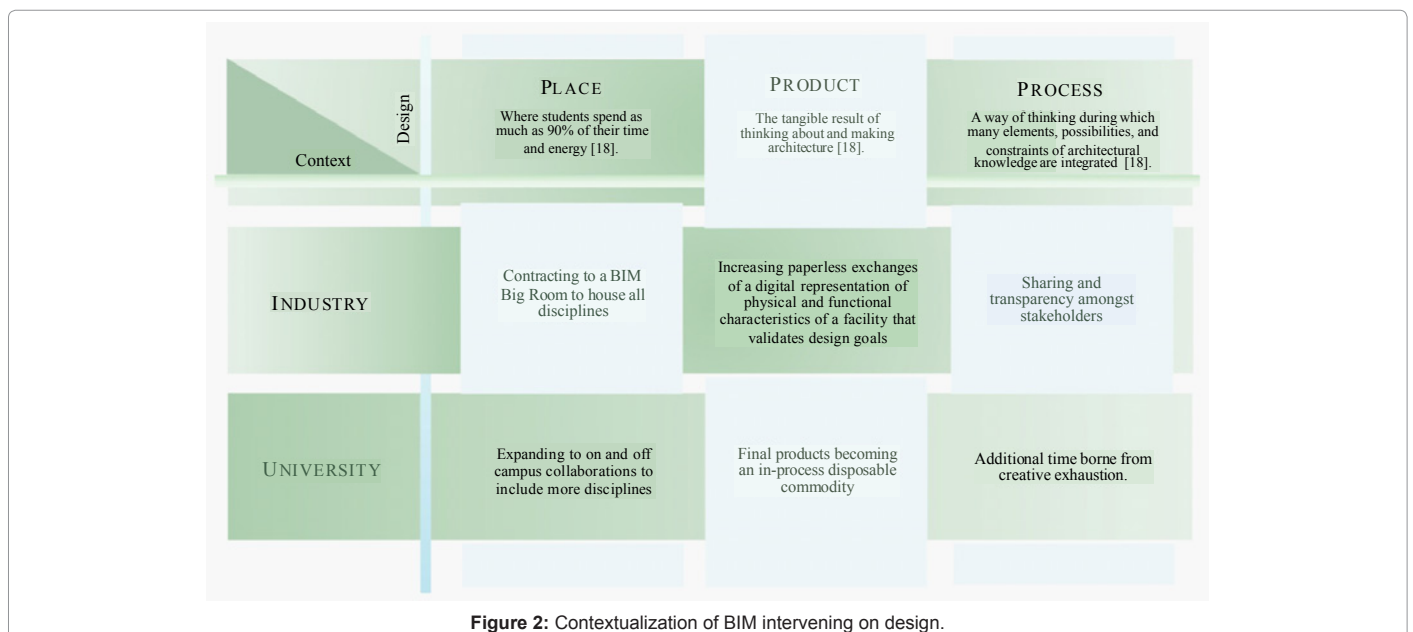 Design
Context
PLACE
Where students spend as
much as 90% of their time
and energy [18].
PRODUCT
The tangible result of
thinking about and making
architecture [18].
PROCESS
A way of thinking during which
many elements, possibilities, and
constraints of architectural
knowledge are integrated [18].
INDUSTRY
Contracting to a BIM
Big Room to house all
disciplines
Increasing paperless exchanges
of a digital representation of
physical and functional
characteristics of a facility that
validates design goals
Sharing and
transparency amongst
stakeholders
UNIVERSITY
Expanding to on and off
campus collaborations to
include more disciplines
Final products becoming
an in-process disposable
commodity
Additional time borne from
creative exhaustion.
Figure 2: Contextualization of BIM intervening on design.